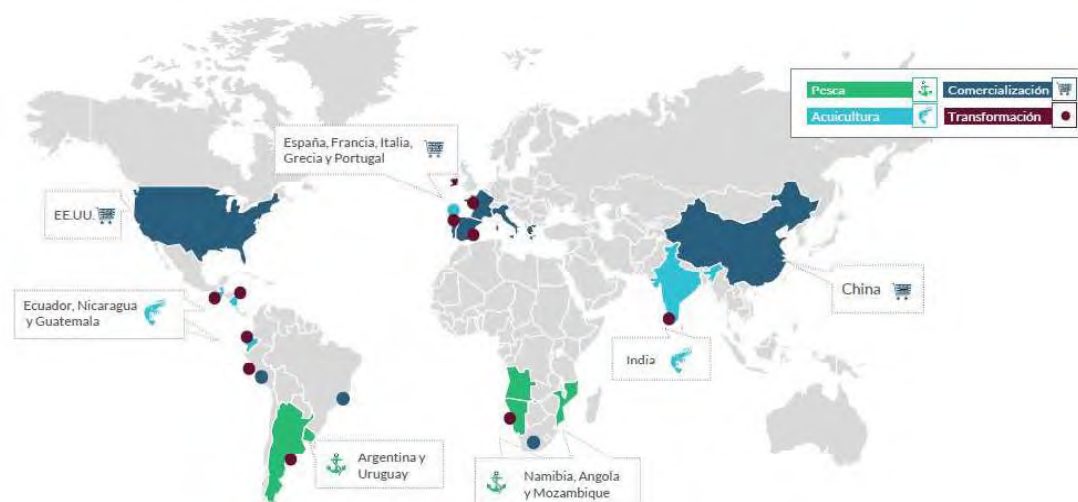 Pesca
Comercialización
Acuicultura
Transformación
España, Francia, Italia,
Grecia y Portugal
EE.UU.
China
Ecuador, Nicaragua
y Guatemala
India
Argentina y
Uruguay
Namibia, Angola
y Mozambique